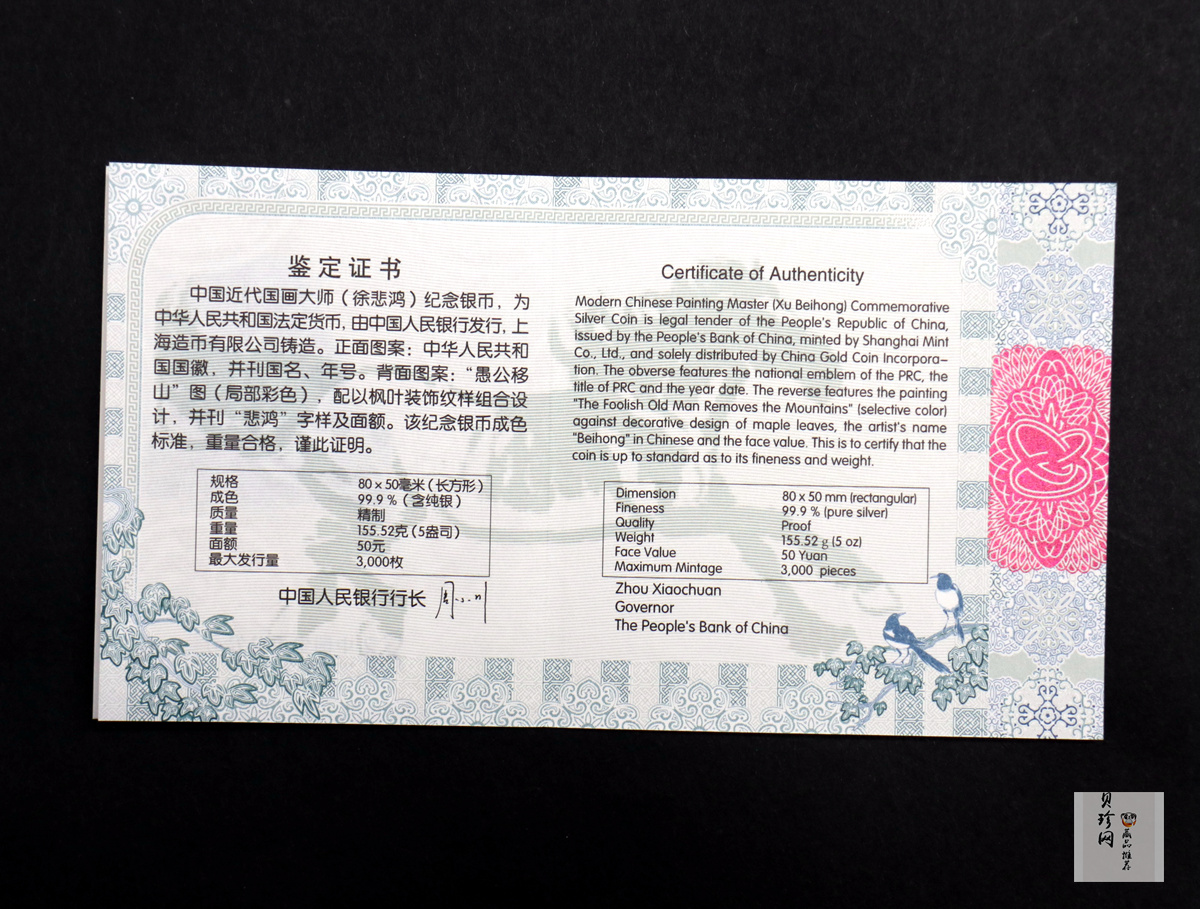 鉴定证书
中国近代国画大师（徐悲鸿）纪念银币，为
中华人民共和国法定货币，由中国人民银行发行，上
海造币有限公司铸造。正面图案：中华人民共和
国国徽，并刊国名、年号。背面图案：“愚公移
山”图（局部彩色），配以枫叶装饰纹样组合设
计，并刊“悲鸿”字样及面额。该纪念银币成色
标准，重量合格，谨此证明。
规格 80 x 50毫米（长方形）
成色 99.9 %（含纯银）
质量 精制
重量 155.52克（5盎司）
面额 50元
最大发行量 3,000枚
中国人民银行行长
Certificate of Authenticity
Modern Chinese Painting Master (Xu Beihong) Commemorative
Silver Coin is legal tender of the People's Republic of China,
issued by the People's Bank of China, minted by Shanghai Mint
Co., Ltd., and solely distributed by China Gold Coin Incorpora-
tion. The obverse features the national emblem of the PRC, the
title of PRC and the year date. The reverse features the painting
"The Foolish Old Man Removes the Mountains" (selective color)
against decorative design of maple leaves, the artist's name
"Beihong" in Chinese and the face value. This is to certify that the
coin is up to standard as to its fineness and weight.
Dimension 80 x 50 mm (rectangular)
Fineness 99.9 % (pure silver)
Quality Proof
Weight 155.52 g (5 oz)
Face Value 50 Yuan
Maximum Mintage 3,000 pieces
Zhou Xiaochuan
Governor
The People's Bank of China
贝珍网
藏品推荐